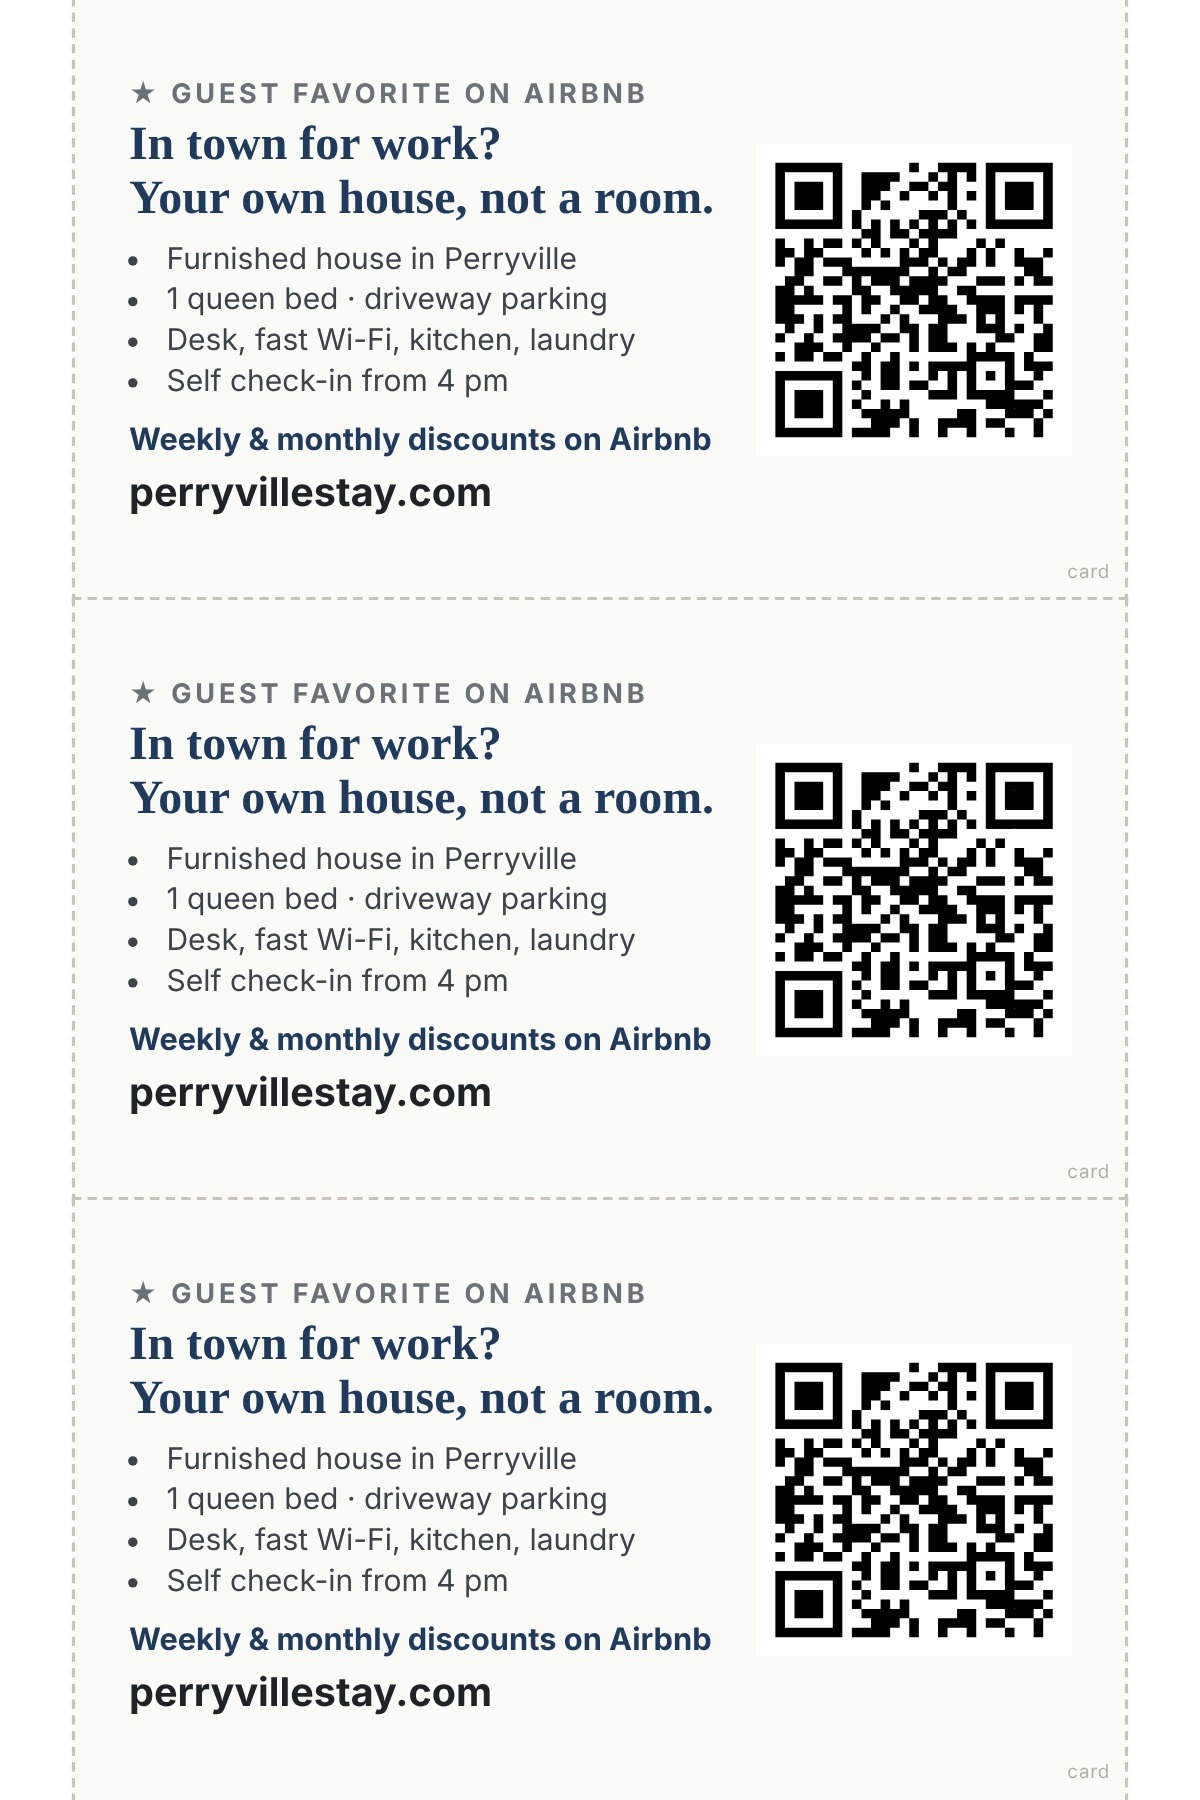 ★ GUEST FAVORITE ON AIRBNB
In town for work?
Your own house, not a room.
• Furnished house in Perryville
• 1 queen bed · driveway parking
• Desk, fast Wi-Fi, kitchen, laundry
• Self check-in from 4 pm
Weekly & monthly discounts on Airbnb
perryvillestay.com
card
★ GUEST FAVORITE ON AIRBNB
In town for work?
Your own house, not a room.
• Furnished house in Perryville
• 1 queen bed · driveway parking
• Desk, fast Wi-Fi, kitchen, laundry
• Self check-in from 4 pm
Weekly & monthly discounts on Airbnb
perryvillestay.com
card
★ GUEST FAVORITE ON AIRBNB
In town for work?
Your own house, not a room.
• Furnished house in Perryville
• 1 queen bed · driveway parking
• Desk, fast Wi-Fi, kitchen, laundry
• Self check-in from 4 pm
Weekly & monthly discounts on Airbnb
perryvillestay.com
card